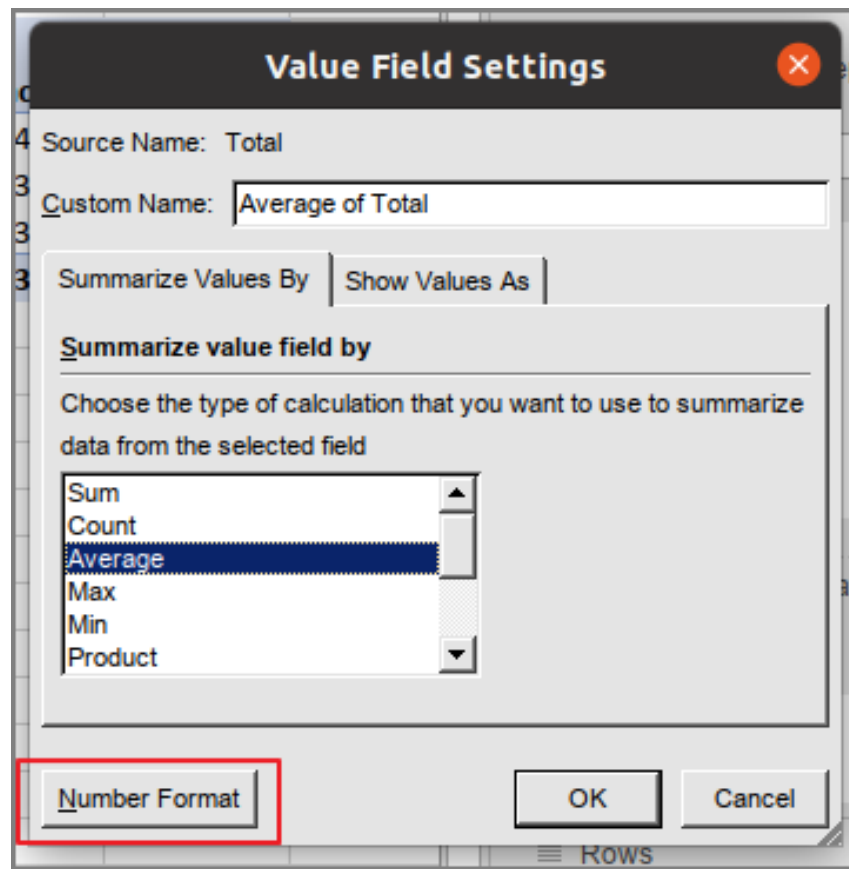 Value Field Settings
Source Name: Total
Custom Name: Average of Total
Summarize Values By
Show Values As
Summarize value field by
Choose the type of calculation that you want to use to summarize
data from the selected field
Sum
Count
Average
Max
Min
Product
Number Format
OK
Cancel
Rows